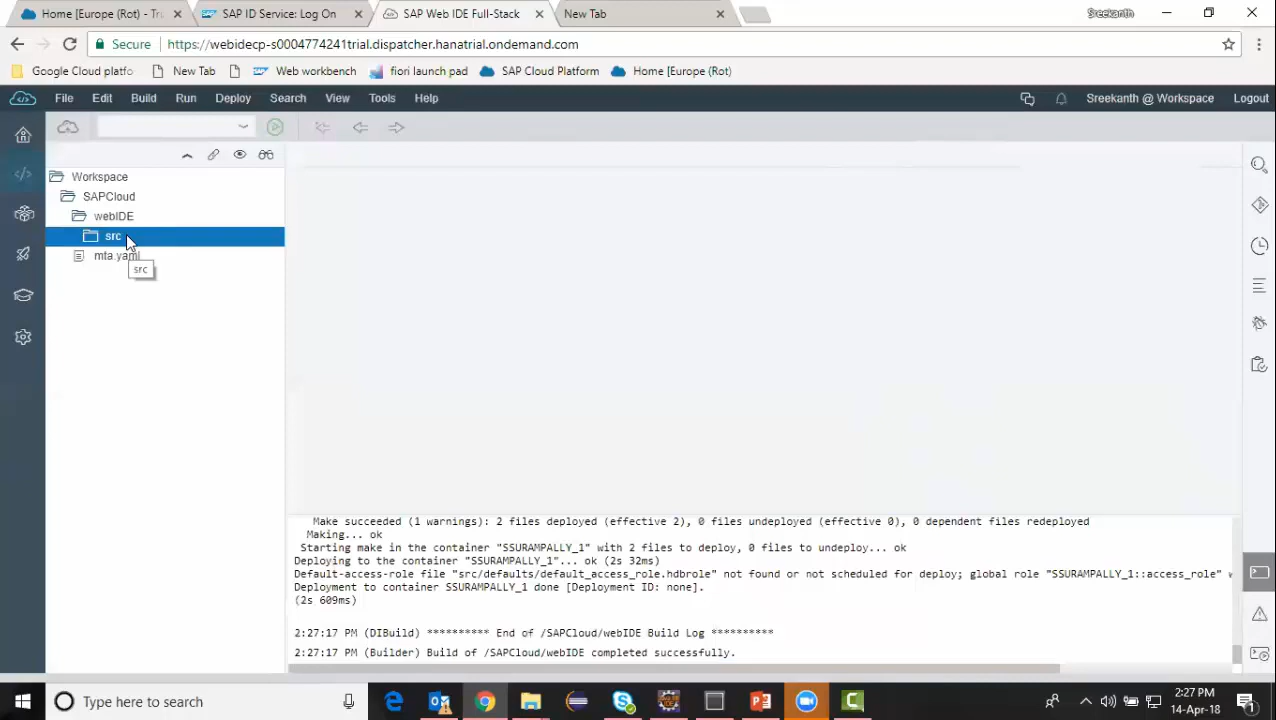 Home [Europe (Rot) - Tru
SAP ID Service: Log On
SAP Web IDE Full-Stack
New Tab
Sreekanth
Secure
https://webidecp-s0004774241trial.dispatcher.hanatrial.ondemand.com
Google Cloud platfo
New Tab
Web workbench
fiori launch pad
SAP Cloud Platform
Home [Europe (Rot)
File Edit Build Run Deploy Search View Tools Help
Sreekanth @ Workspace
Logout
Workspace
SAPCloud
webIDE
src
mta.yaml
src
Make succeeded (1 warnings): 2 files deployed (effective 2), 0 files undeployed (effective 0), 0 dependent files redeployed
Making... ok
Starting make in the container "SSURAMPALLY_1" with 2 files to deploy, 0 files to undeploy... ok
Deploying to the container "SSURAMPALLY_1"... ok (2s 32ms)
Default-access-role file "src/defaults/default_access_role.hdbrole" not found or not scheduled for deploy; global role "SSURAMPALLY_1::access_role" w
Deployment to container SSURAMPALLY_1 done [Deployment ID: none].
(2s 609ms)
2:27:17 PM (DIBuild) ********** End of /SAPCloud/webIDE Build Log **********
2:27:17 PM (Builder) Build of /SAPCloud/webIDE completed successfully.
Type here to search
2:27 PM
14-Apr-18
1